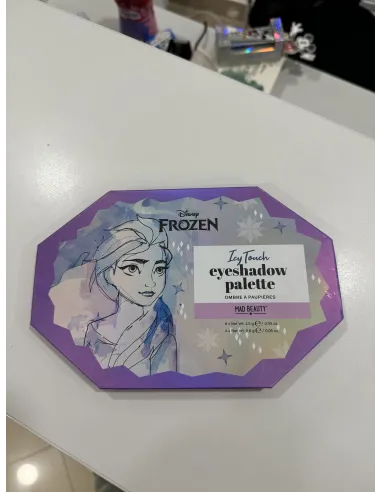 Disney
FROZEN
Icy Touch
eyeshadow
palette
OMBRE À PAUPIÈRES
MAD BEAUTY